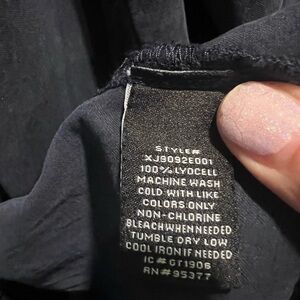 STYLE#
XJ9092E001
100% LYOCELL
MACHINE WASH
COLD WITH LIKE
COLORS ONLY
NON-CHLORINE
BLEACH WHEN NEEDED
TUMBLE DRY LOW
COOL IRON IF NEEDED
IC# GT1906
RN# 95377